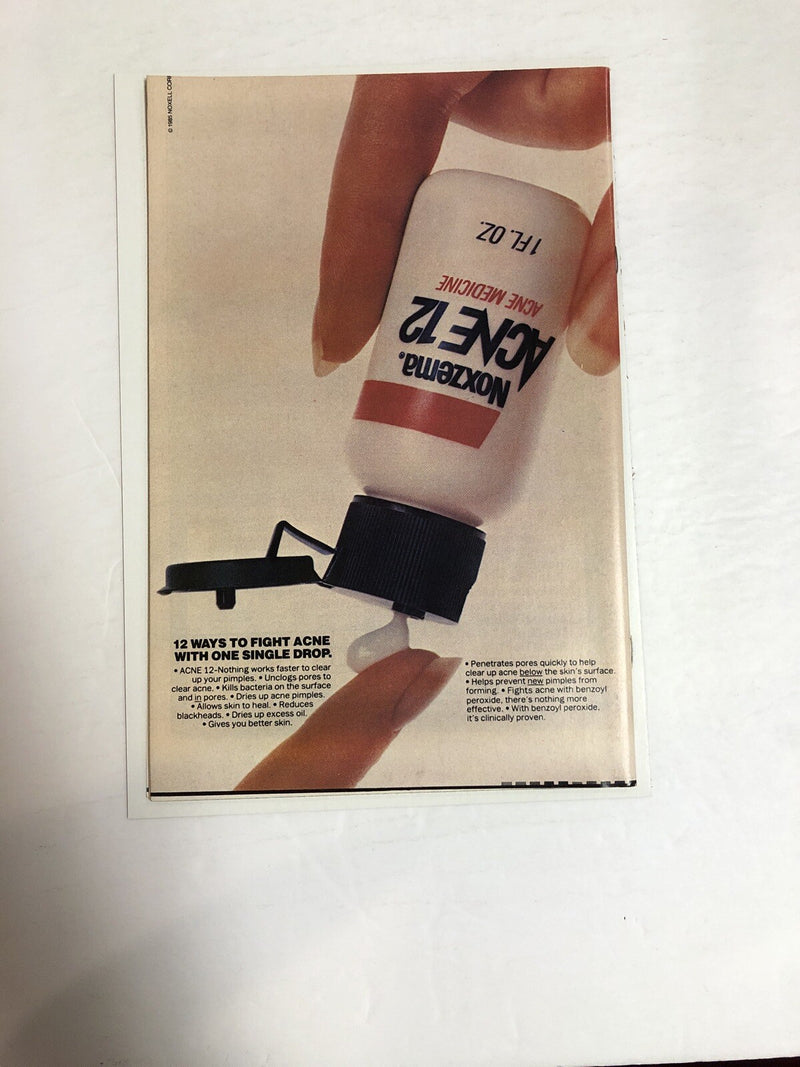 © 1985 NOXELL CORP
1 FL. OZ.
ACNE MEDICINE
ACNE 12
Noxzema.
12 WAYS TO FIGHT ACNE
WITH ONE SINGLE DROP.
• ACNE 12–Nothing works faster to clear
up your pimples. • Unclogs pores to
clear acne. • Kills bacteria on the surface
and in pores. • Dries up acne pimples.
• Allows skin to heal. • Reduces
blackheads. • Dries up excess oil.
• Gives you better skin.
• Penetrates pores quickly to help
clear up acne below the skin's surface.
• Helps prevent new pimples from
forming. • Fights acne with benzoyl
peroxide, there's nothing more
effective. • With benzoyl peroxide,
it's clinically proven.